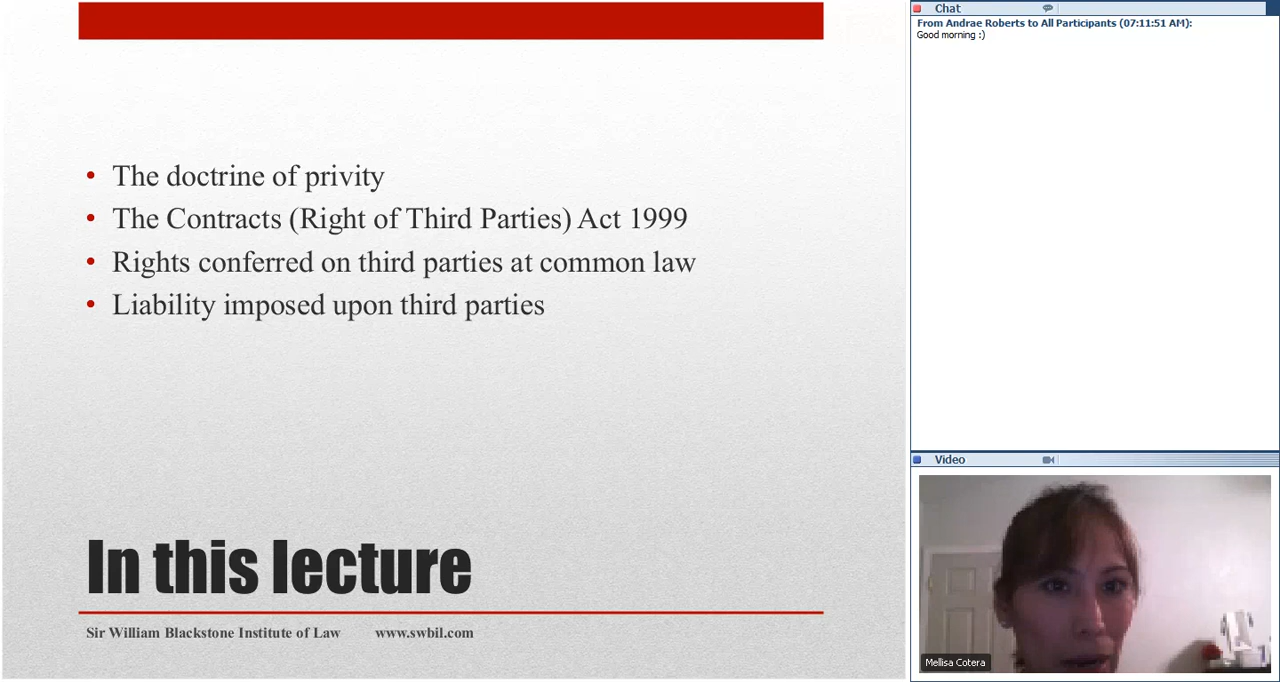 • The doctrine of privity
• The Contracts (Right of Third Parties) Act 1999
• Rights conferred on third parties at common law
• Liability imposed upon third parties
In this lecture
Sir William Blackstone Institute of Law www.swbil.com
Chat
From Andrae Roberts to All Participants (07:11:51 AM):
Good morning :)
Video
Mellisa Cotera